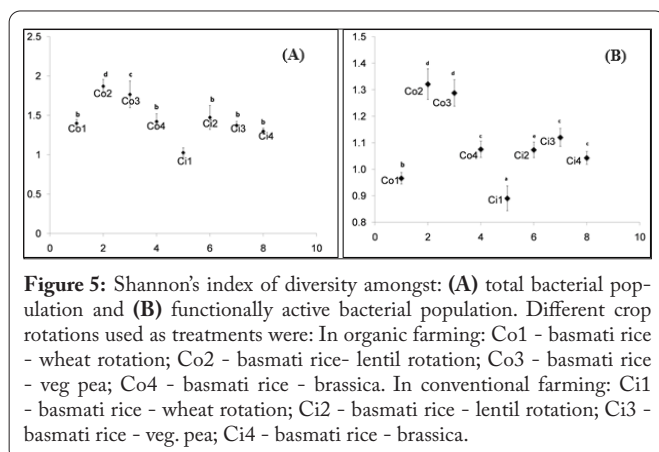 (A)
2.5
2
1.5
1
0.5
0
0 2 4 6 8 10
b
Co1
d
Co2
c
Co3
b
Co4
Ci1
b
Ci2
b
Ci3
b
Ci4
(B)
1.5
1.4
1.3
1.2
1.1
1.0
0.9
0.8
0 2 4 6 8 10
b
Co1
d
Co2
d
Co3
c
Co4
a
Ci1
Ci2
c
Ci3
c
Ci4
Figure 5: Shannon's index of diversity amongst: (A) total bacterial pop-
ulation and (B) functionally active bacterial population. Different crop
rotations used as treatments were: In organic farming: Co1 - basmati rice
- wheat rotation; Co2 - basmati rice- lentil rotation; Co3 - basmati rice
- veg pea; Co4 - basmati rice - brassica. In conventional farming: Ci1
- basmati rice - wheat rotation; Ci2 - basmati rice - lentil rotation; Ci3 -
basmati rice - veg. pea; Ci4 - basmati rice - brassica.